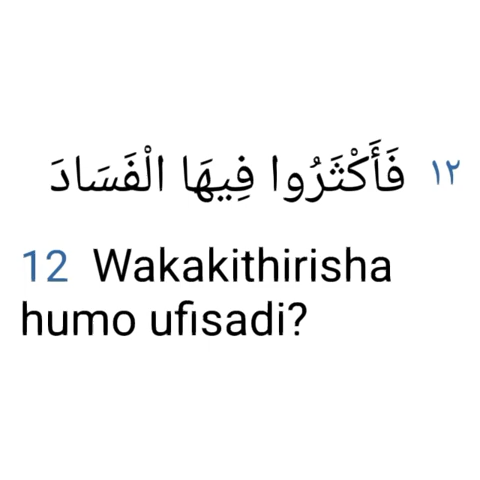 ١٢ فَأَكْثَرُوا فِيهَا الْفَسَادَ
12 Wakakithirisha
humo ufisadi?